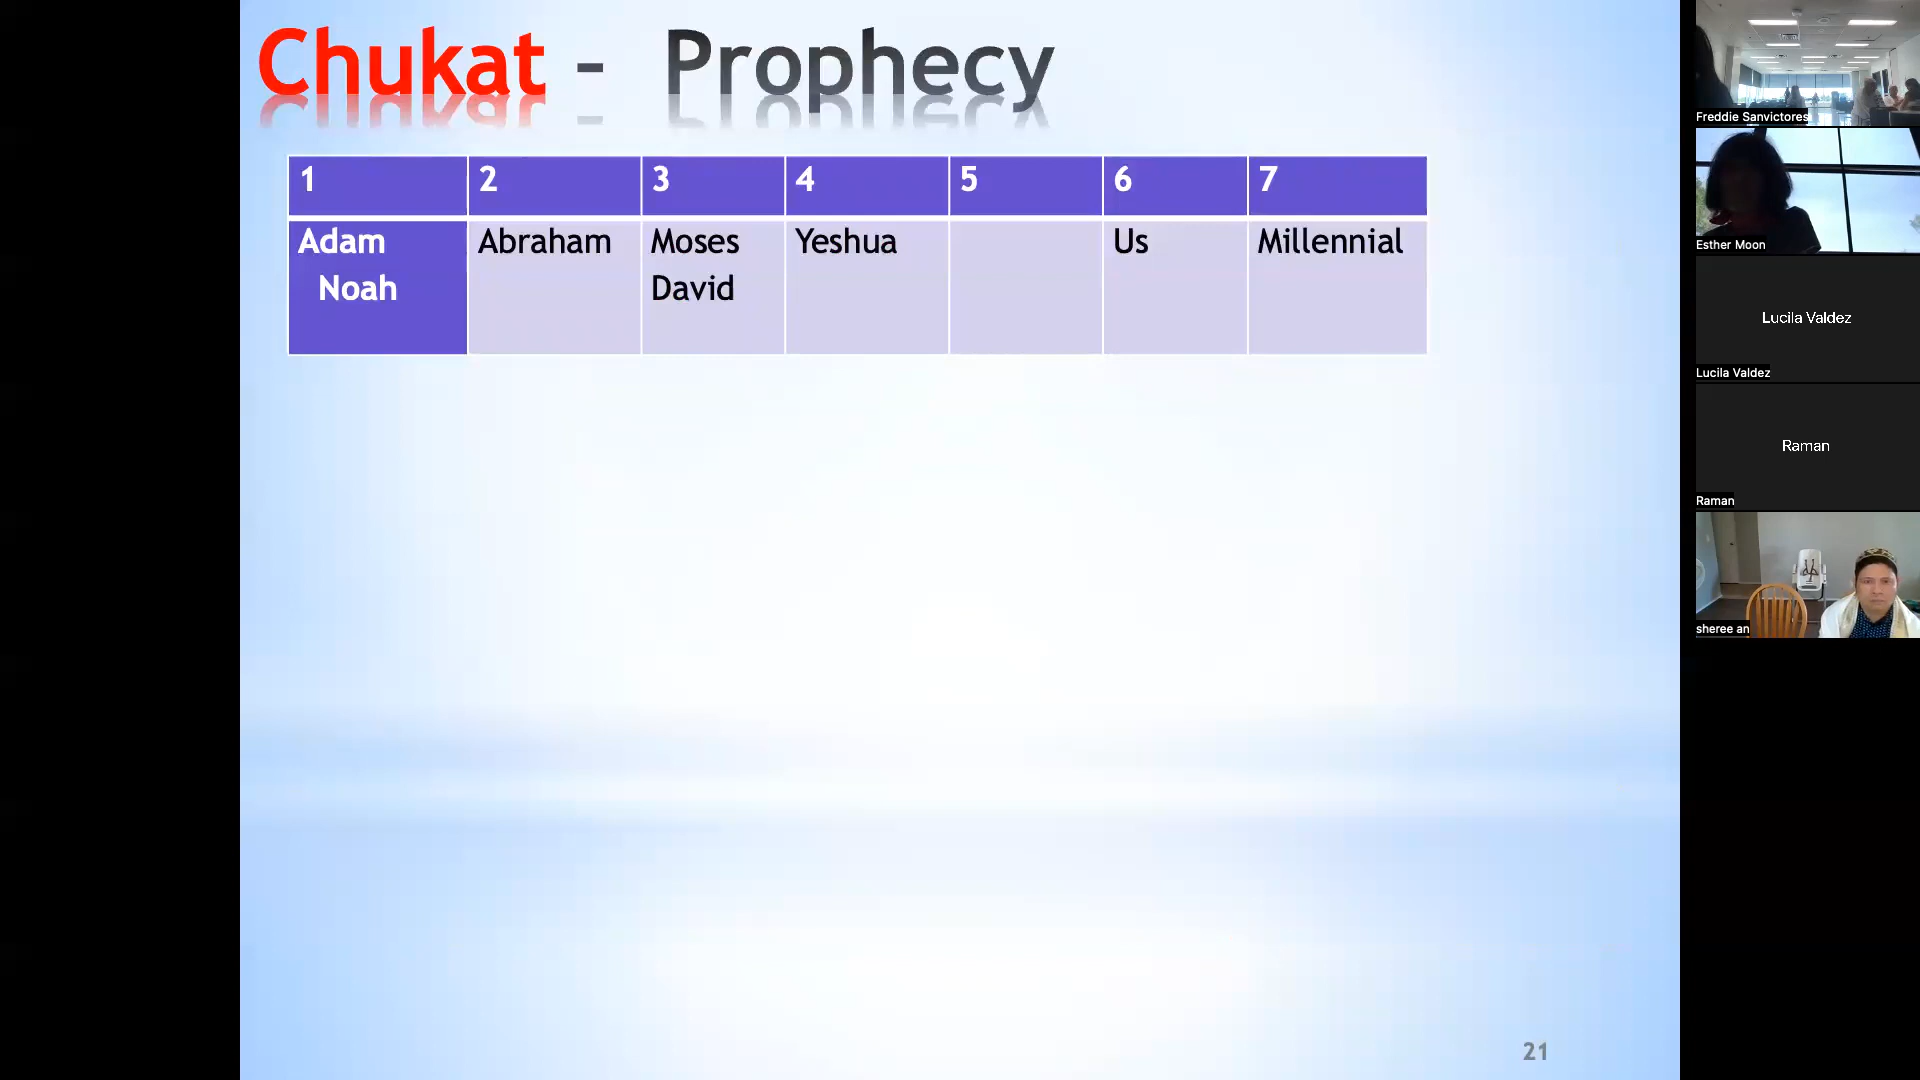 Chukat - Prophecy
1 2 3 4 5 6 7
Adam Abraham Moses Yeshua Us Millennial
Noah David
21
Freddie Sanvictores
Esther Moon
Lucila Valdez
Lucila Valdez
Raman
Raman
sheree an